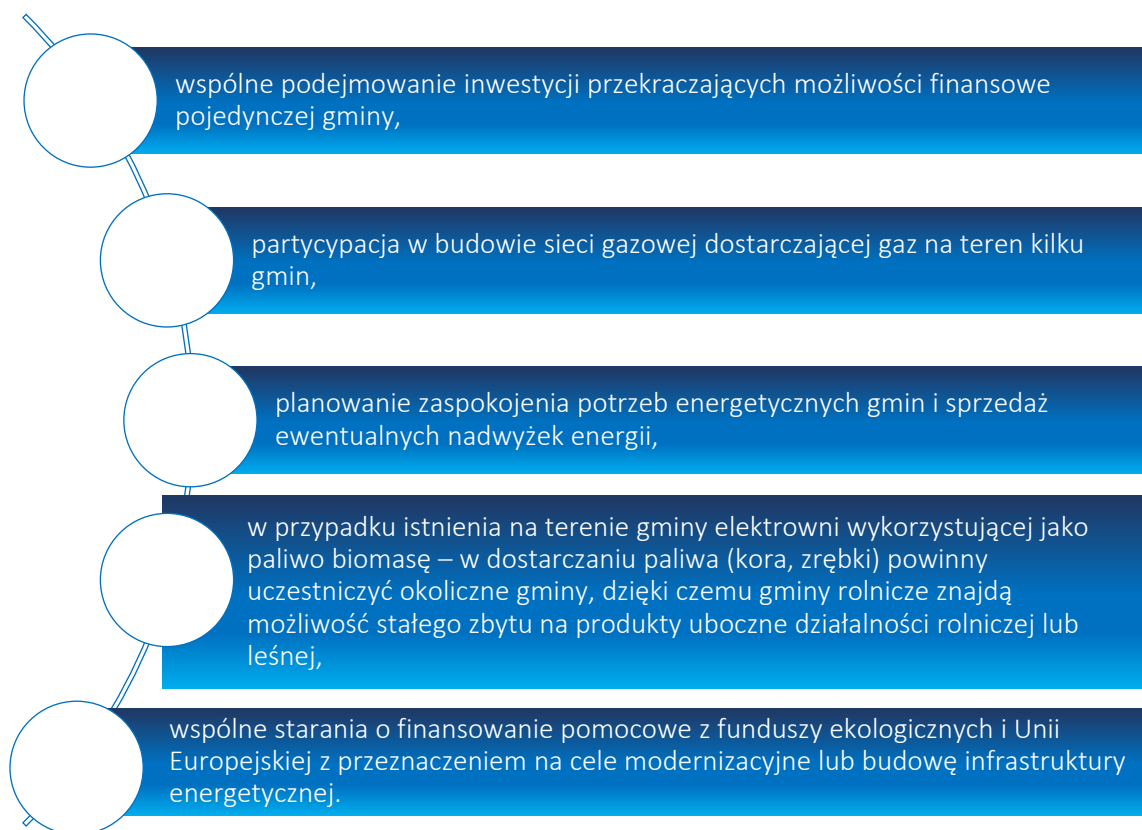 wspólne podejmowanie inwestycji przekraczających możliwości finansowe
pojedynczej gminy,
partycypacja w budowie sieci gazowej dostarczającej gaz na teren kilku
gmin,
planowanie zaspokojenia potrzeb energetycznych gmin i sprzedaż
ewentualnych nadwyżek energii,
w przypadku istnienia na terenie gminy elektrowni wykorzystującej jako
paliwo biomasę – w dostarczaniu paliwa (kora, zrębki) powinny
uczestniczyć okoliczne gminy, dzięki czemu gminy rolnicze znajdą
możliwość stałego zbytu na produkty uboczne działalności rolniczej lub
leśnej,
wspólne starania o finansowanie pomocowe z funduszy ekologicznych i Unii
Europejskiej z przeznaczeniem na cele modernizacyjne lub budowę infrastruktury
energetycznej.